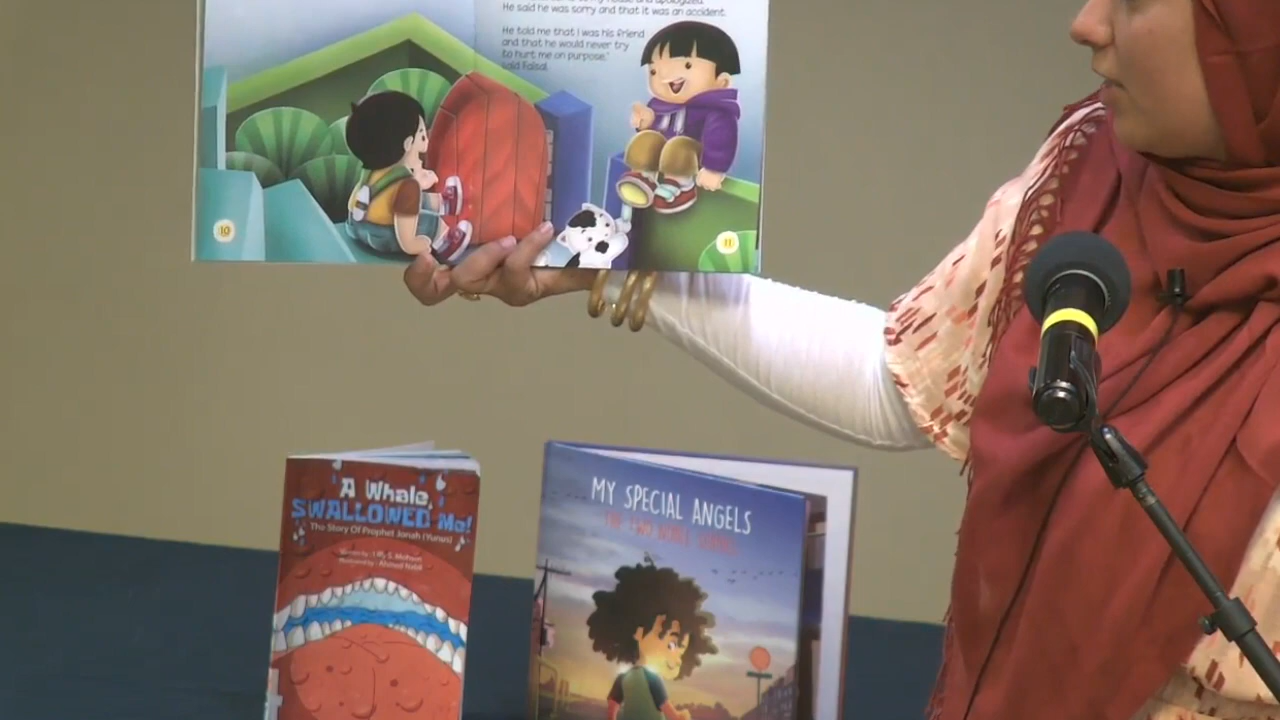 He said he was sorry and that it was an accident.
He told me that I was his friend
and that he would never try
to hurt me on purpose,"
said Faisal.
10
11
A Whale
SWALLOWED Me!
The Story Of Prophet Jonah (Yunus)
MY SPECIAL ANGELS